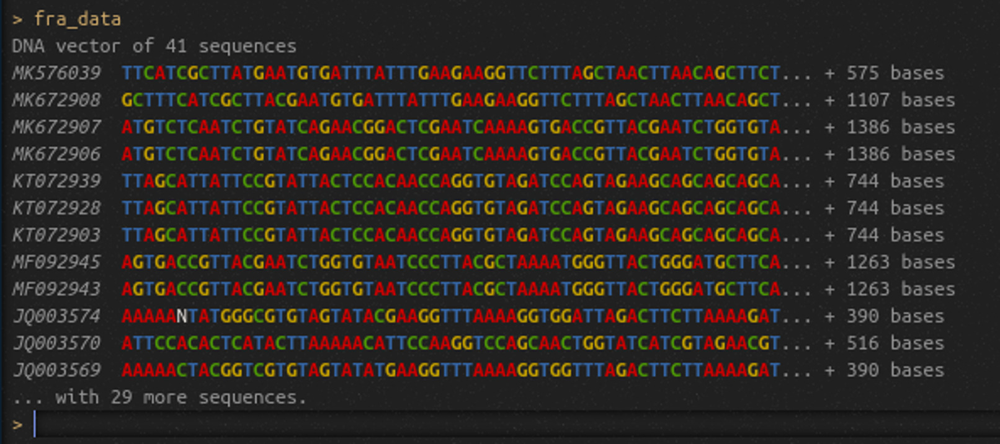 > fra_data
DNA vector of 41 sequences
MK576039 TTCATCGCTTATGAATGTGATTTATTTGAAGAAGGTTCTTTAGCTAACTTAACAGCTTCT... + 575 bases
MK672908 GCTTTCATCGCTTACGAATGTGATTTATTTGAAGAAGGTTCTTTAGCTAACTTAACAGCT... + 1107 bases
MK672907 ATGTCTCAATCTGTATCAGAACGGACTCGAATCAAAAGTGACCGTTACGAATCTGGTGTA... + 1386 bases
MK672906 ATGTCTCAATCTGTATCAGAACGGACTCGAATCAAAAGTGACCGTTACGAATCTGGTGTA... + 1386 bases
KT072939 TTAGCATTATTCCGTATTACTCCACAACCAGGTGTAGATCCAGTAGAAGCAGCAGCAGCA... + 744 bases
KT072928 TTAGCATTATTCCGTATTACTCCACAACCAGGTGTAGATCCAGTAGAAGCAGCAGCAGCA... + 744 bases
KT072903 TTAGCATTATTCCGTATTACTCCACAACCAGGTGTAGATCCAGTAGAAGCAGCAGCAGCA... + 744 bases
MF092945 AGTGACCGTTACGAATCTGGTGTAATCCCTTACGCTAAAATGGGTTACTGGGATGCTTCA... + 1263 bases
MF092943 AGTGACCGTTACGAATCTGGTGTAATCCCTTACGCTAAAATGGGTTACTGGGATGCTTCA... + 1263 bases
JQ003574 AAAAANTATGGGCGTGTAGTATACGAAGGTTTAAAAGGTGGATTAGACTTCTTAAAAGAT... + 390 bases
JQ003570 ATTCCACACTCATACTTAAAAACATTCCAAGGTCCAGCAACTGGTATCATCGTAGAACGT... + 516 bases
JQ003569 AAAAACTACGGTCGTGTAGTATATGAAGGTTTAAAAGGTGGTTTAGACTTCTTAAAAGAT... + 390 bases
... with 29 more sequences.
>